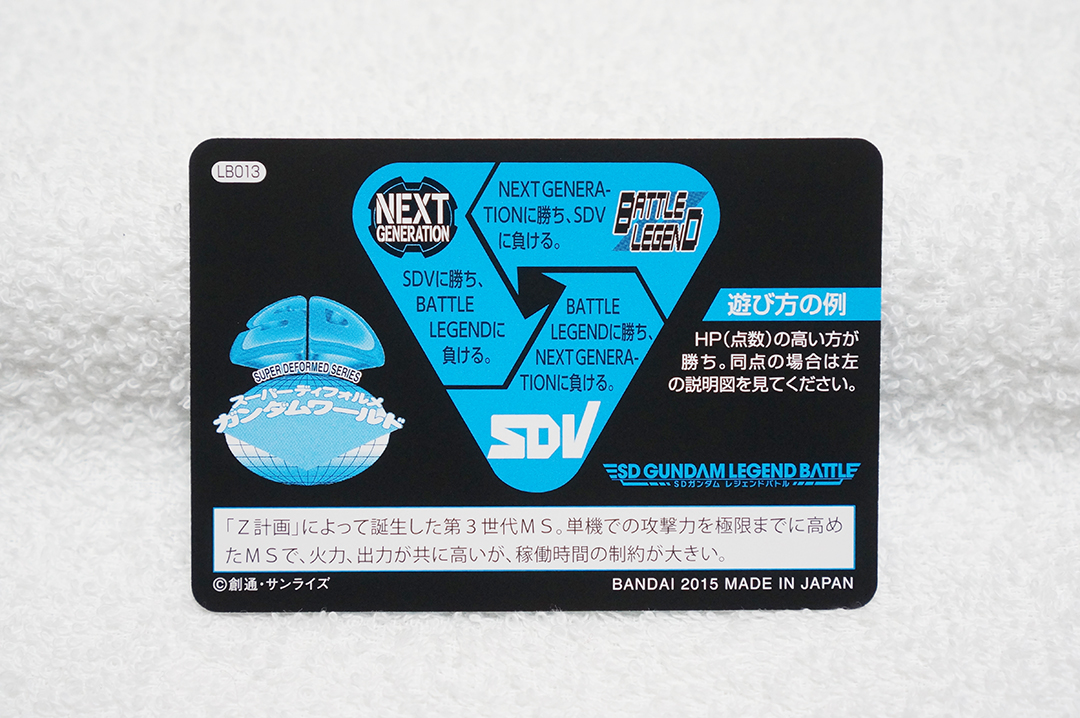 LB013
NEXT
GENERATION
NEXT GENERA-
TIONに勝ち、SDV
に負ける。
BATTLE
LEGEND
SDVに勝ち、
BATTLE
LEGENDに
負ける。
BATTLE
LEGENDに勝ち、
NEXT GENERA-
TIONに負ける。
SDV
遊び方の例
HP(点数)の高い方が
勝ち。同点の場合は左
の説明図を見てください。
SUPER DEFORMED SERIES
スーパーディフォルメ
ガンダムワールド
SD GUNDAM LEGEND BATTLE
SDガンダム レジェンドバトル
「Z計画」によって誕生した第3世代MS。単機での攻撃力を極限までに高め
たMSで、火力、出力が共に高いが、稼働時間の制約が大きい。
©創通・サンライズ
BANDAI 2015 MADE IN JAPAN